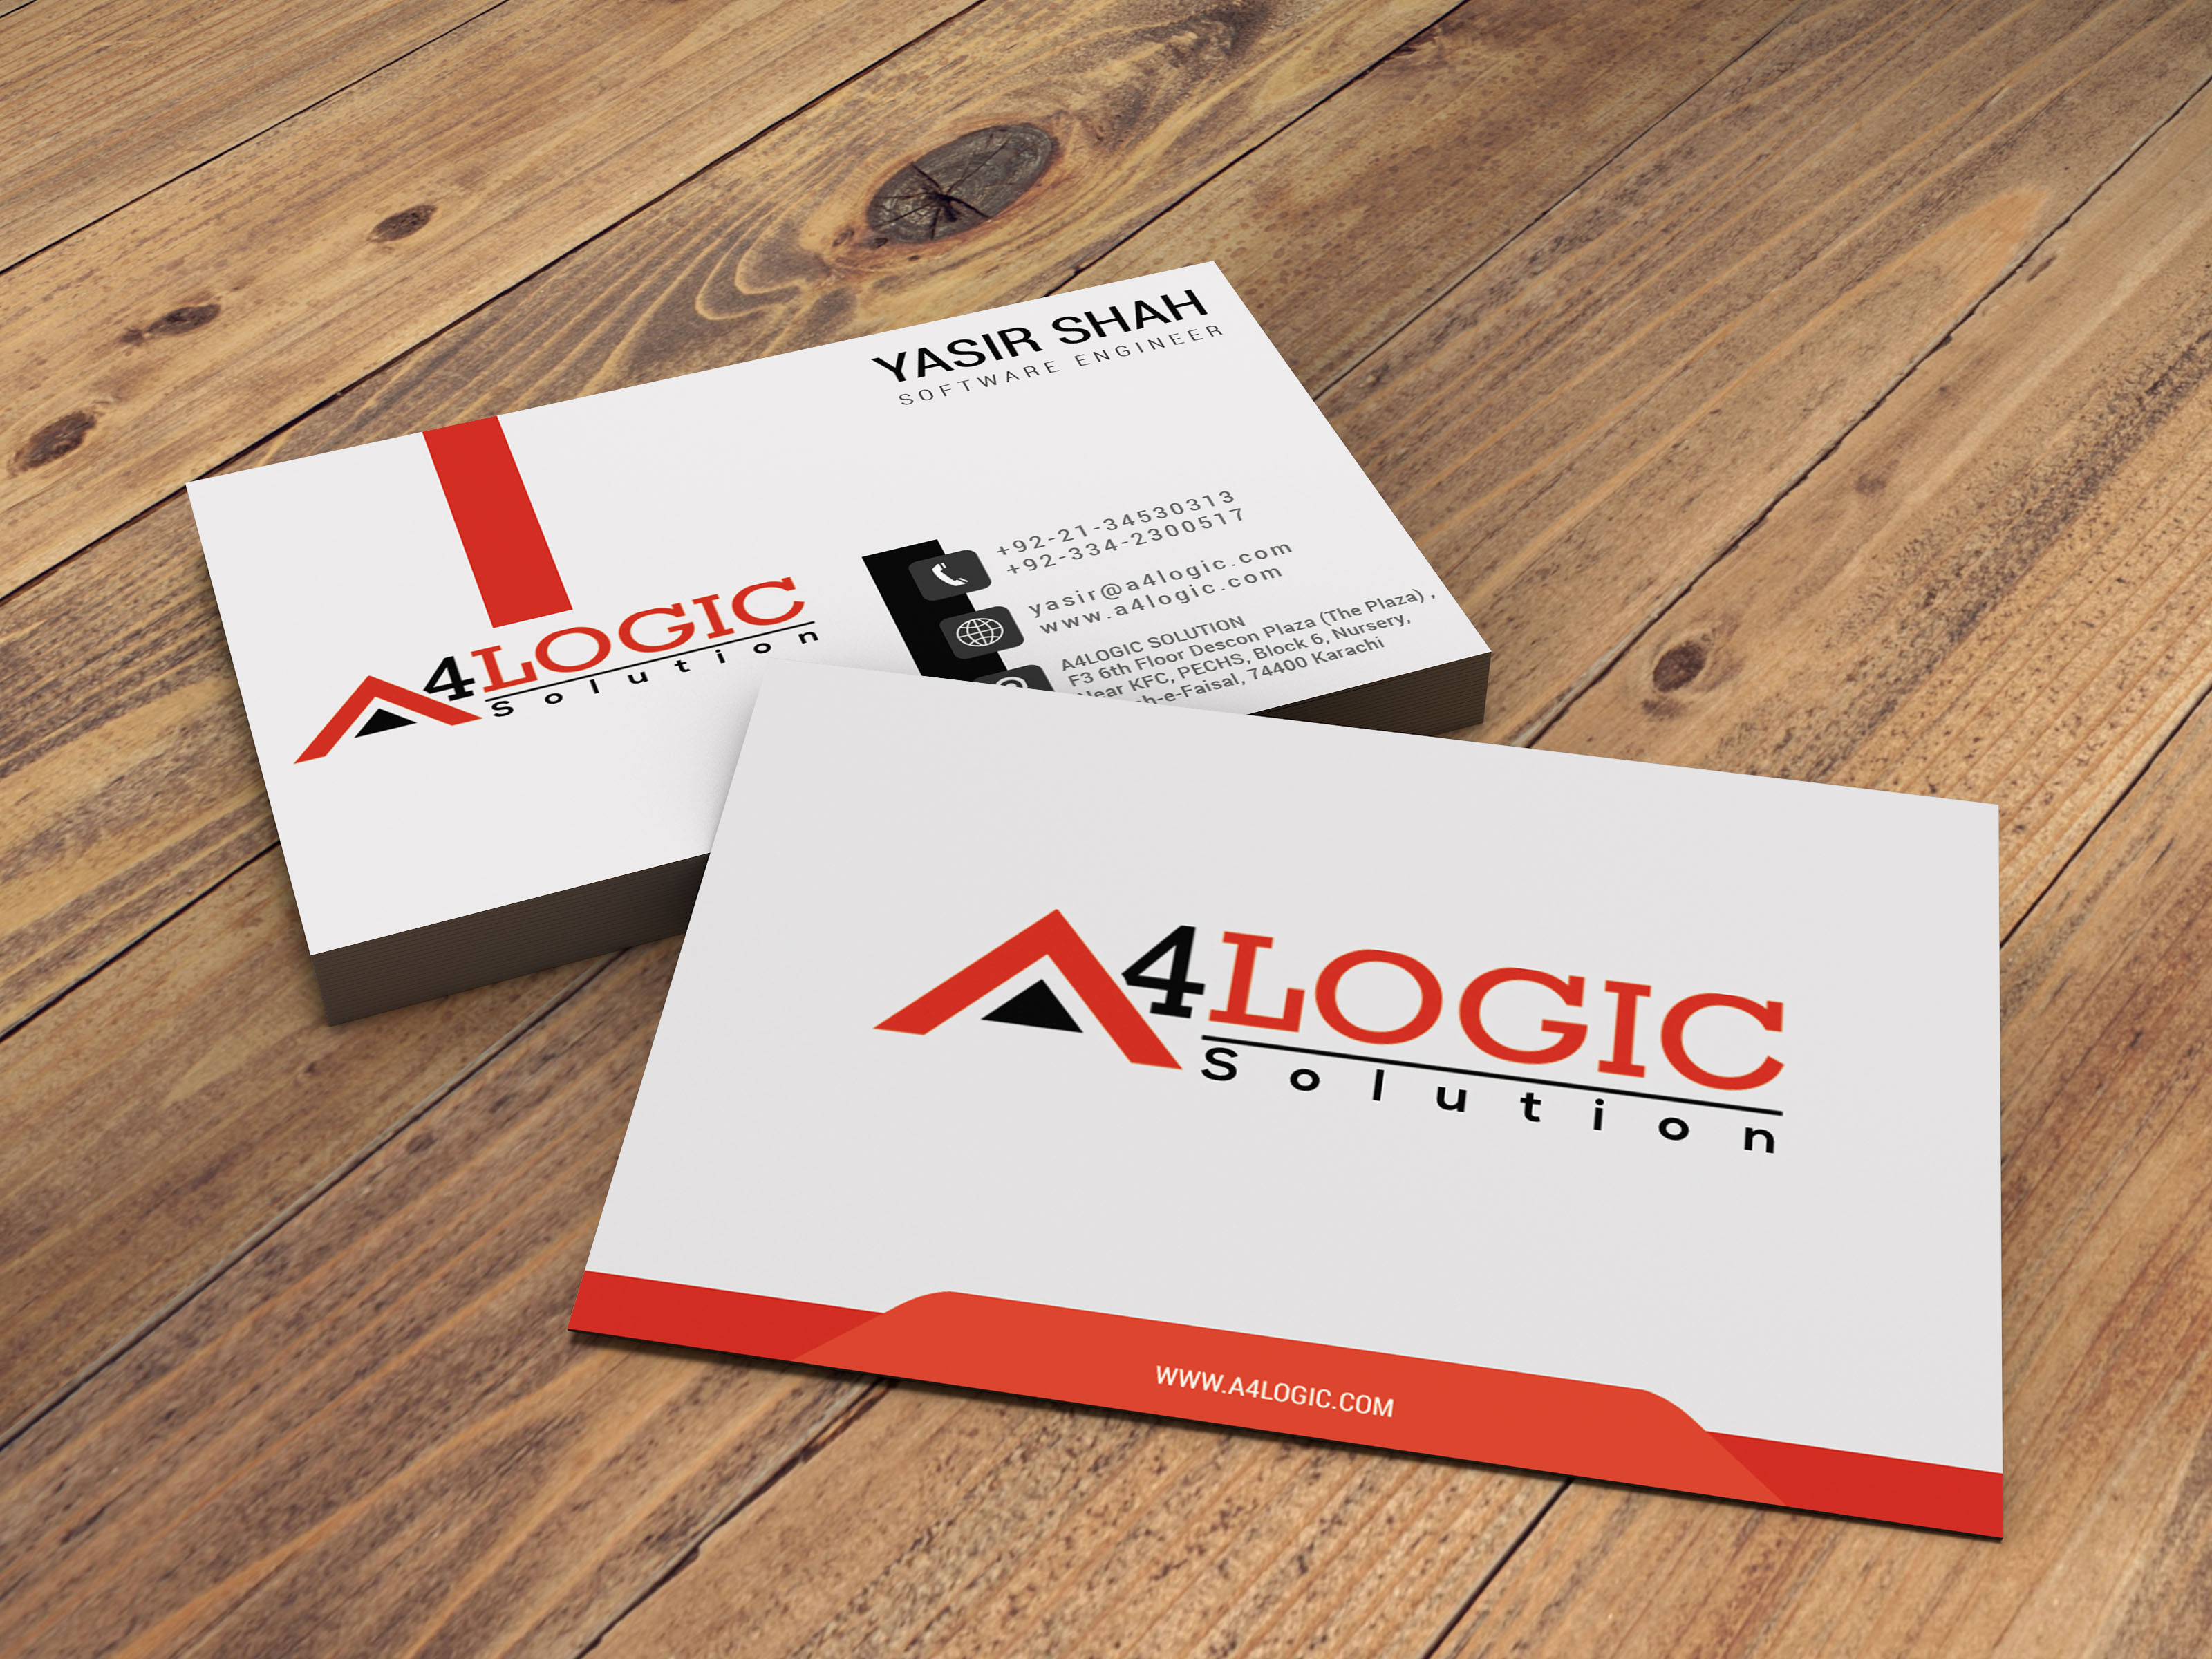 YASIR SHAH
SOFTWARE ENGINEER
+92-21-34530313
+92-334-2300517
yasir@a4logic.com
www.a4logic.com
A4LOGIC SOLUTION
F3 6th Floor Descon Plaza (The Plaza) ,
Near KFC, PECHS, Block 6, Nursery,
h-e-Faisal, 74400 Karachi
4LOGIC
Solution
4LOGIC
Solution
WWW.A4LOGIC.COM